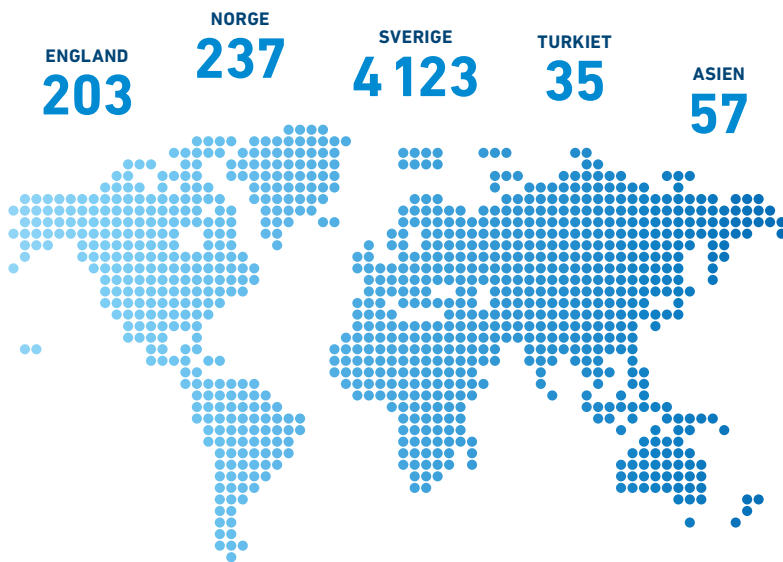 ENGLAND
203
NORGE
237
SVERIGE
4 123
TURKIET
35
ASIEN
57